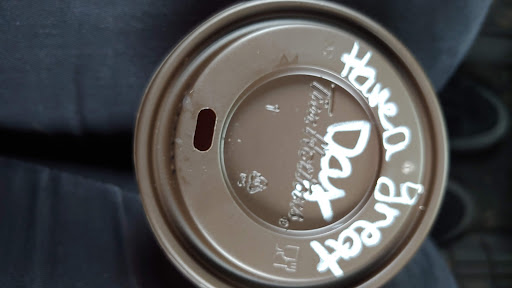 Have a great
Day
Tim Hortons®